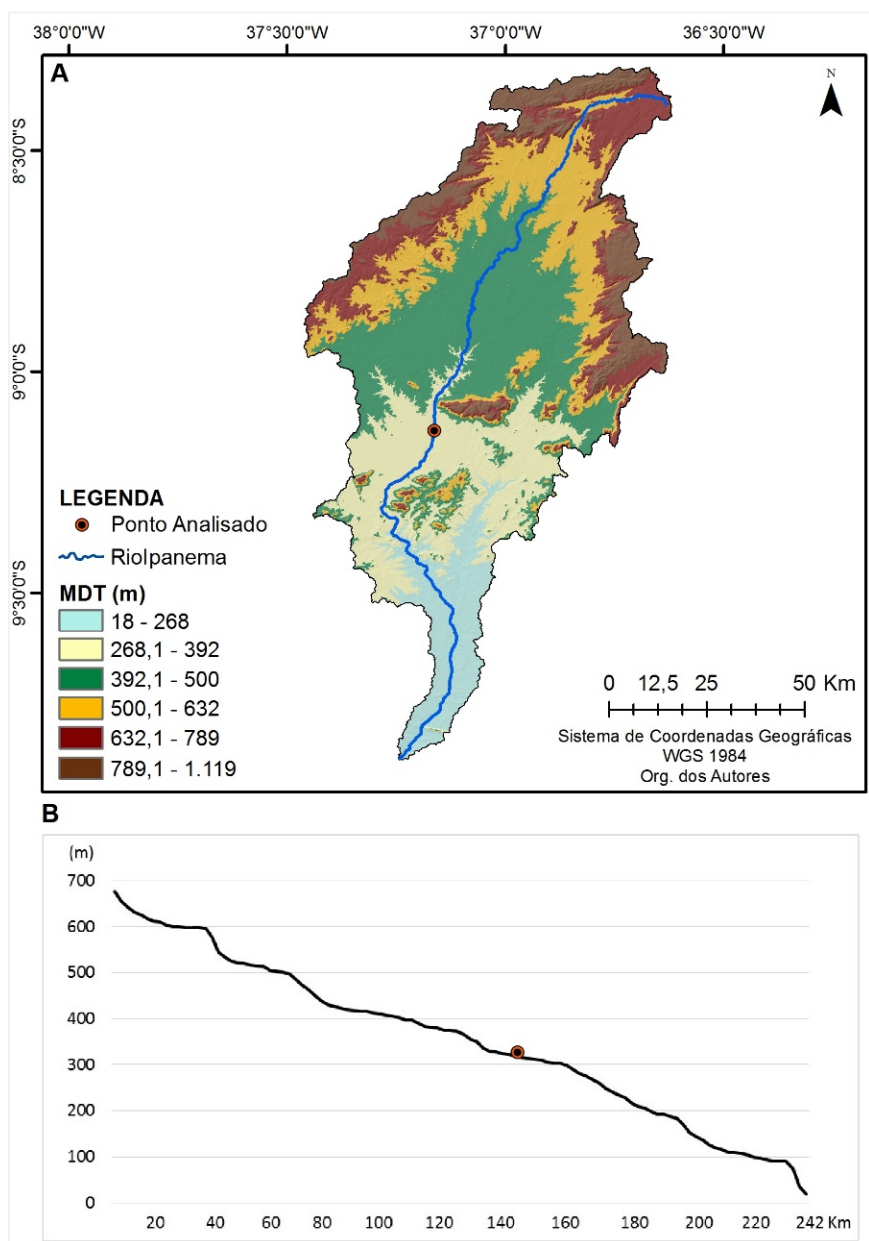 38°0'0"W 37°30'0"W 37°0'0"W 36°30'0"W
A
N
8°30'0"S
9°0'0"S
9°30'0"S
LEGENDA
Ponto Analisado
RioIpanema
MDT (m)
18 - 268
268,1 - 392
392,1 - 500
500,1 - 632
632,1 - 789
789,1 - 1.119
0 12,5 25 50 Km
Sistema de Coordenadas Geográficas
WGS 1984
Org. dos Autores
B
(m)
700
600
500
400
300
200
100
0
20 40 60 80 100 120 140 160 180 200 220 242 Km